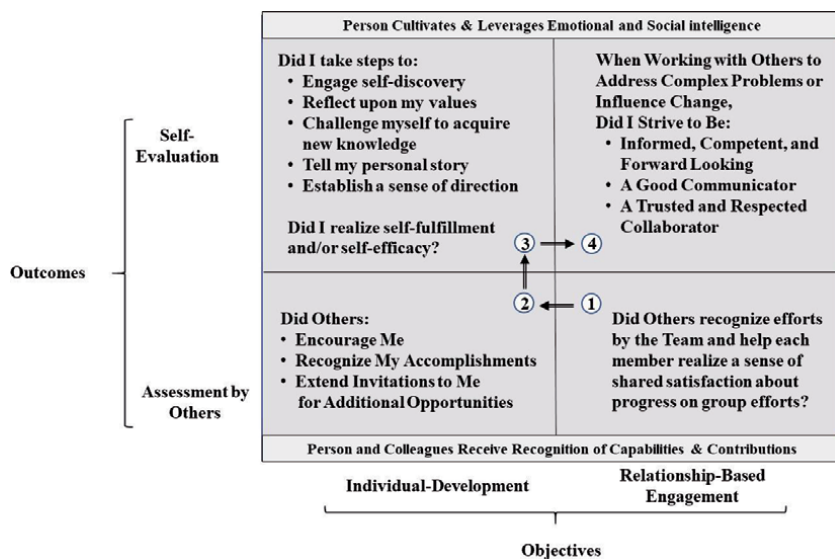 Person Cultivates & Leverages Emotional and Social intelligence
Did I take steps to:
• Engage self-discovery
• Reflect upon my values
• Challenge myself to acquire
new knowledge
• Tell my personal story
• Establish a sense of direction
Did I realize self-fulfillment
and/or self-efficacy?
3
When Working with Others to
Address Complex Problems or
Influence Change,
Did I Strive to Be:
• Informed, Competent, and
Forward Looking
• A Good Communicator
• A Trusted and Respected
Collaborator
4
Self-
Evaluation
Outcomes
Assessment by
Others
2
Did Others:
• Encourage Me
• Recognize My Accomplishments
• Extend Invitations to Me
for Additional Opportunities
1
Did Others recognize efforts
by the Team and help each
member realize a sense of
shared satisfaction about
progress on group efforts?
Person and Colleagues Receive Recognition of Capabilities & Contributions
Individual-Development
Relationship-Based
Engagement
Objectives